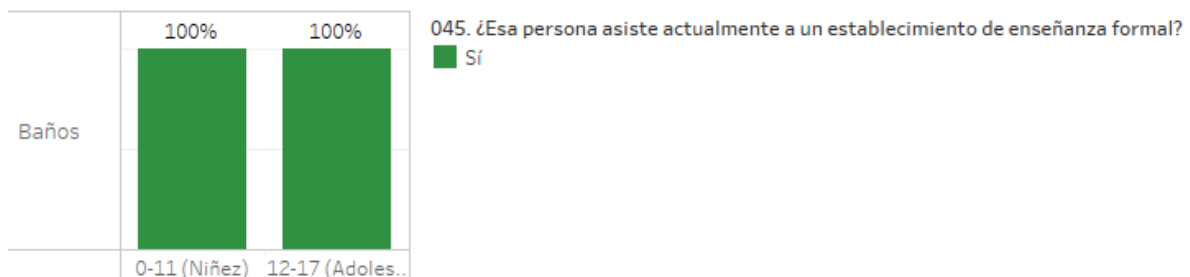 100% 100%
045. ¿Esa persona asiste actualmente a un establecimiento de enseñanza formal?
Sí
Baños
0-11 (Niñez) 12-17 (Adoles..